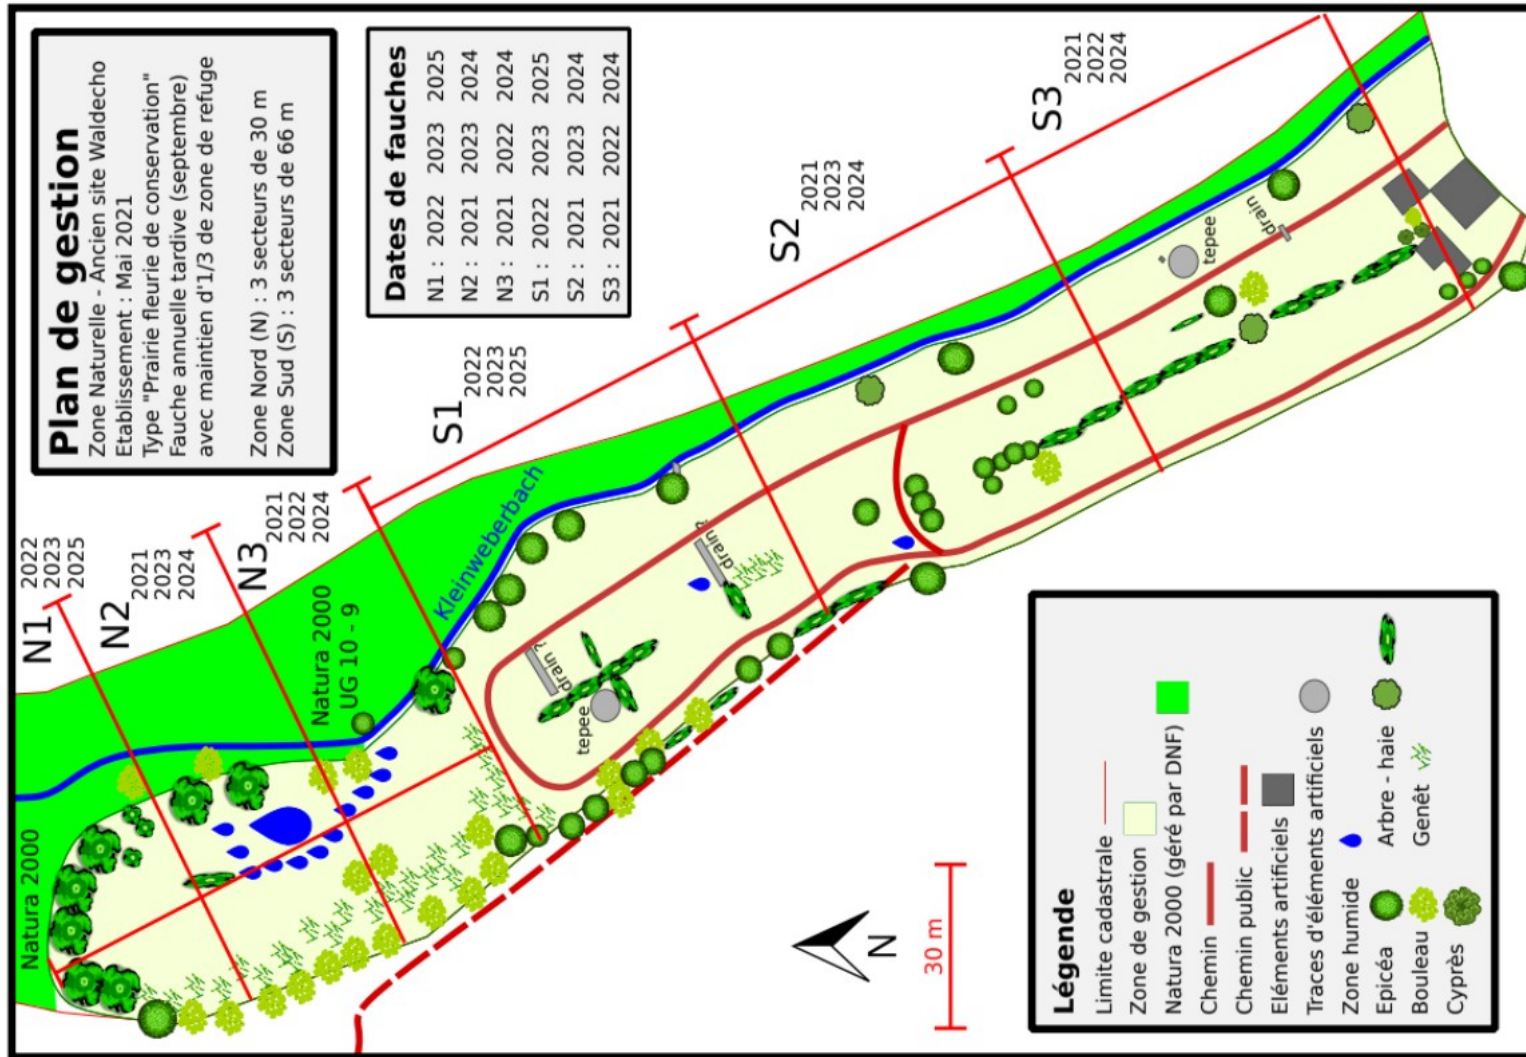 Plan de gestion
Zone Naturelle - Ancien site Waldecho
Etablissement : Mai 2021
Type "Prairie fleurie de conservation"
Fauche annuelle tardive (septembre)
avec maintien d'1/3 de zone de refuge
Zone Nord (N) : 3 secteurs de 30 m
Zone Sud (S) : 3 secteurs de 66 m
Dates de fauches
N1 : 2022 2023 2025
N2 : 2021 2023 2024
N3 : 2021 2022 2024
S1 : 2022 2023 2025
S2 : 2021 2023 2024
S3 : 2021 2022 2024
N1
2022
2023
2025
N2
2021
2023
2024
N3
2021
2022
2024
S1
2022
2023
2025
S2
2021
2023
2024
S3
2021
2022
2024
Natura 2000
Natura 2000
UG 10 - 9
Kleinweberbach
drain ?
tepee
drain?
tepee
drain
N
30 m
Légende
Limite cadastrale
Zone de gestion
Natura 2000 (géré par DNF)
Chemin
Chemin public
Eléments artificiels
Traces d'éléments artificiels
Zone humide
Epicéa
Arbre - haie
Bouleau
Genêt
Cyprès